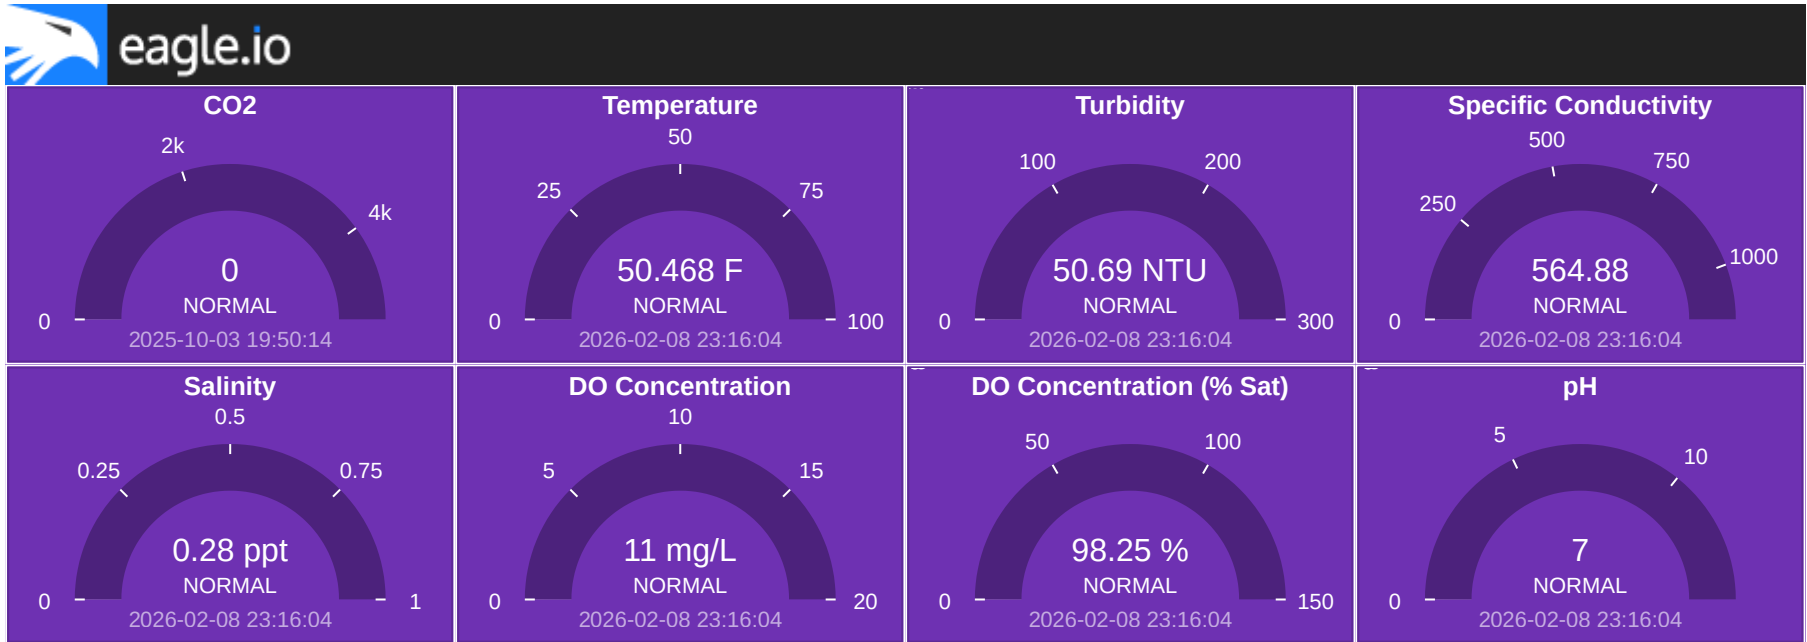 eagle.io
CO2
2k
4k
0
0
NORMAL
2025-10-03 19:50:14
Temperature
50
25
75
50.468 F
NORMAL
0
100
2026-02-08 23:16:04
Turbidity
100
200
50.69 NTU
NORMAL
0
300
2026-02-08 23:16:04
Specific Conductivity
500
750
250
1000
564.88
NORMAL
0
2026-02-08 23:16:04
Salinity
0.5
0.25
0.75
0.28 ppt
NORMAL
0
1
2026-02-08 23:16:04
DO Concentration
10
5
15
11 mg/L
NORMAL
0
20
2026-02-08 23:16:04
DO Concentration (% Sat)
50
100
98.25 %
NORMAL
0
150
2026-02-08 23:16:04
pH
5
10
7
NORMAL
0
2026-02-08 23:16:04